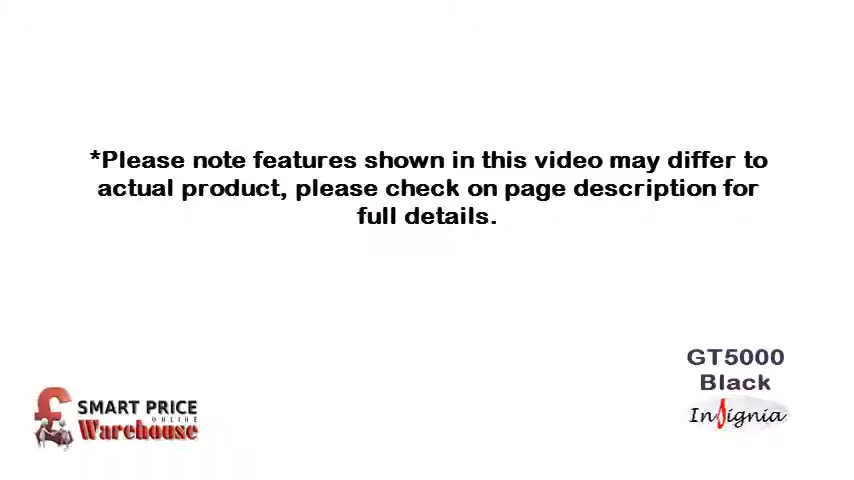 *Please note features shown in this video may differ to
actual product, please check on page description for
full details.
GT5000
Black
Insignia
£ SMART PRICE
ONLINE
Warehouse